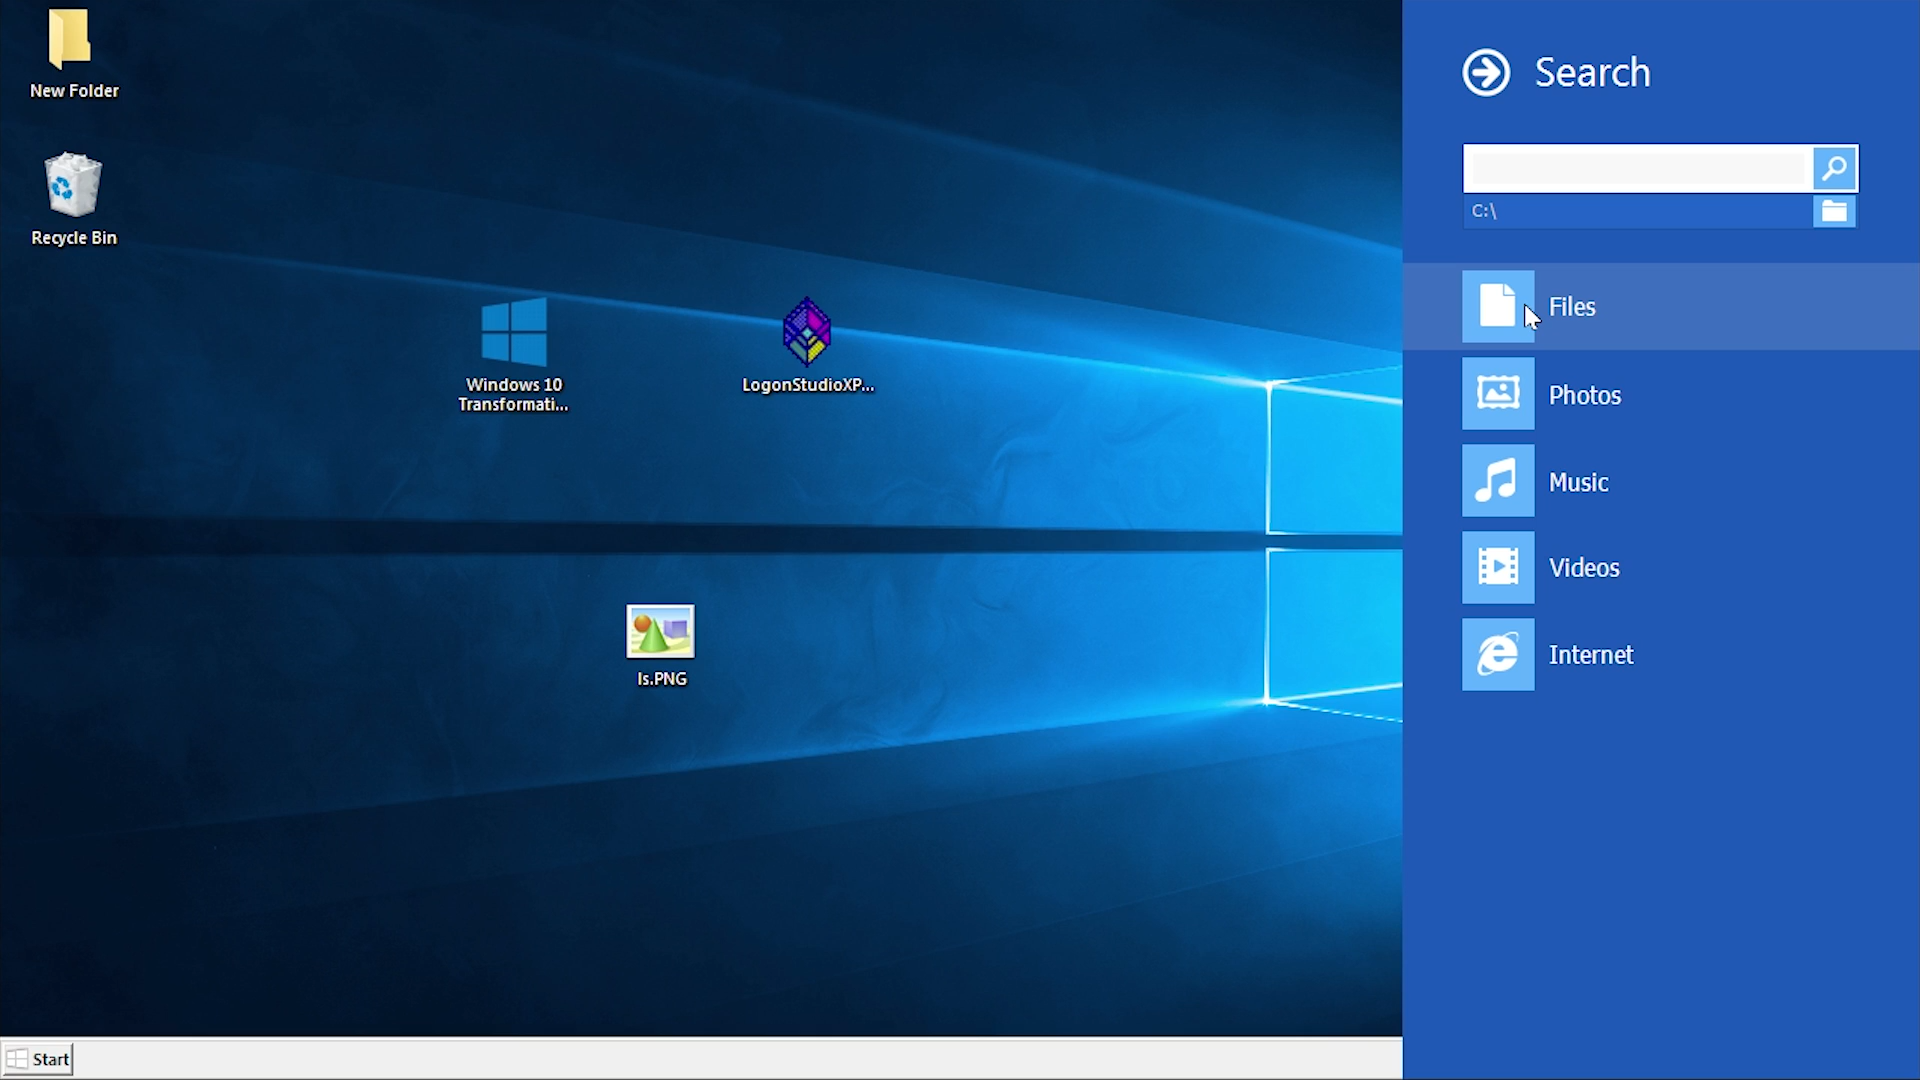 New Folder
Recycle Bin
Windows 10
Transformati...
LogonStudioXP...
ls.PNG
Start
Search
C:\
Files
Photos
Music
Videos
Internet